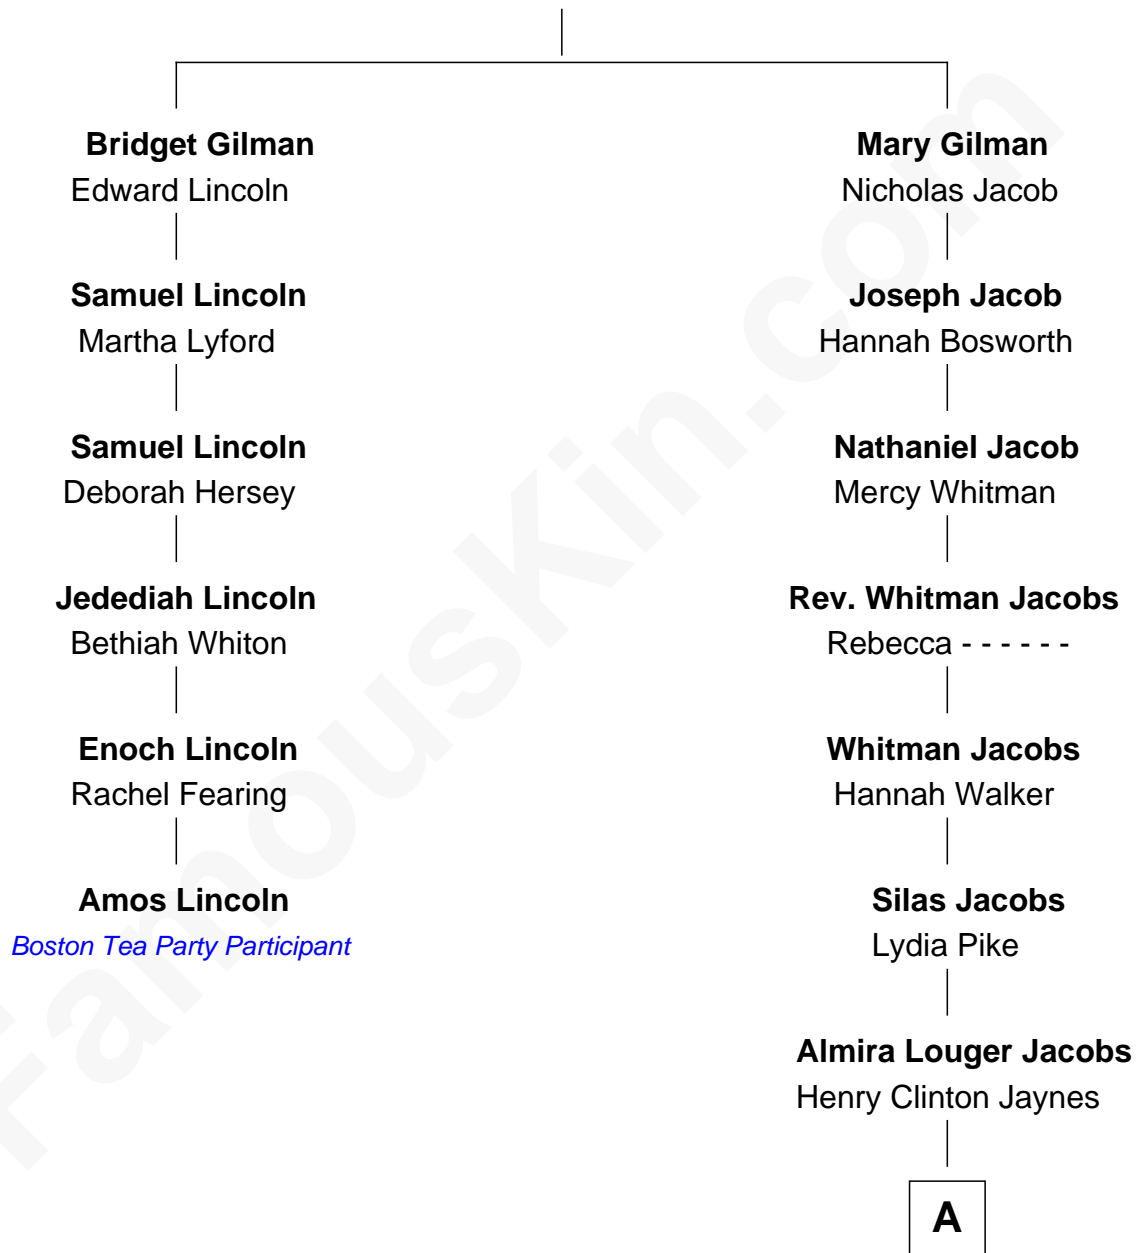 Bridget Gilman
Edward Lincoln
Samuel Lincoln
Martha Lyford
Samuel Lincoln
Deborah Hersey
Jedediah Lincoln
Bethiah Whiton
Enoch Lincoln
Rachel Fearing
Amos Lincoln
Boston Tea Party Participant
Mary Gilman
Nicholas Jacob
Joseph Jacob
Hannah Bosworth
Nathaniel Jacob
Mercy Whitman
Rev. Whitman Jacobs
Rebecca - - - - - -
Whitman Jacobs
Hannah Walker
Silas Jacobs
Lydia Pike
Almira Louger Jacobs
Henry Clinton Jaynes
A
FamousKin.com